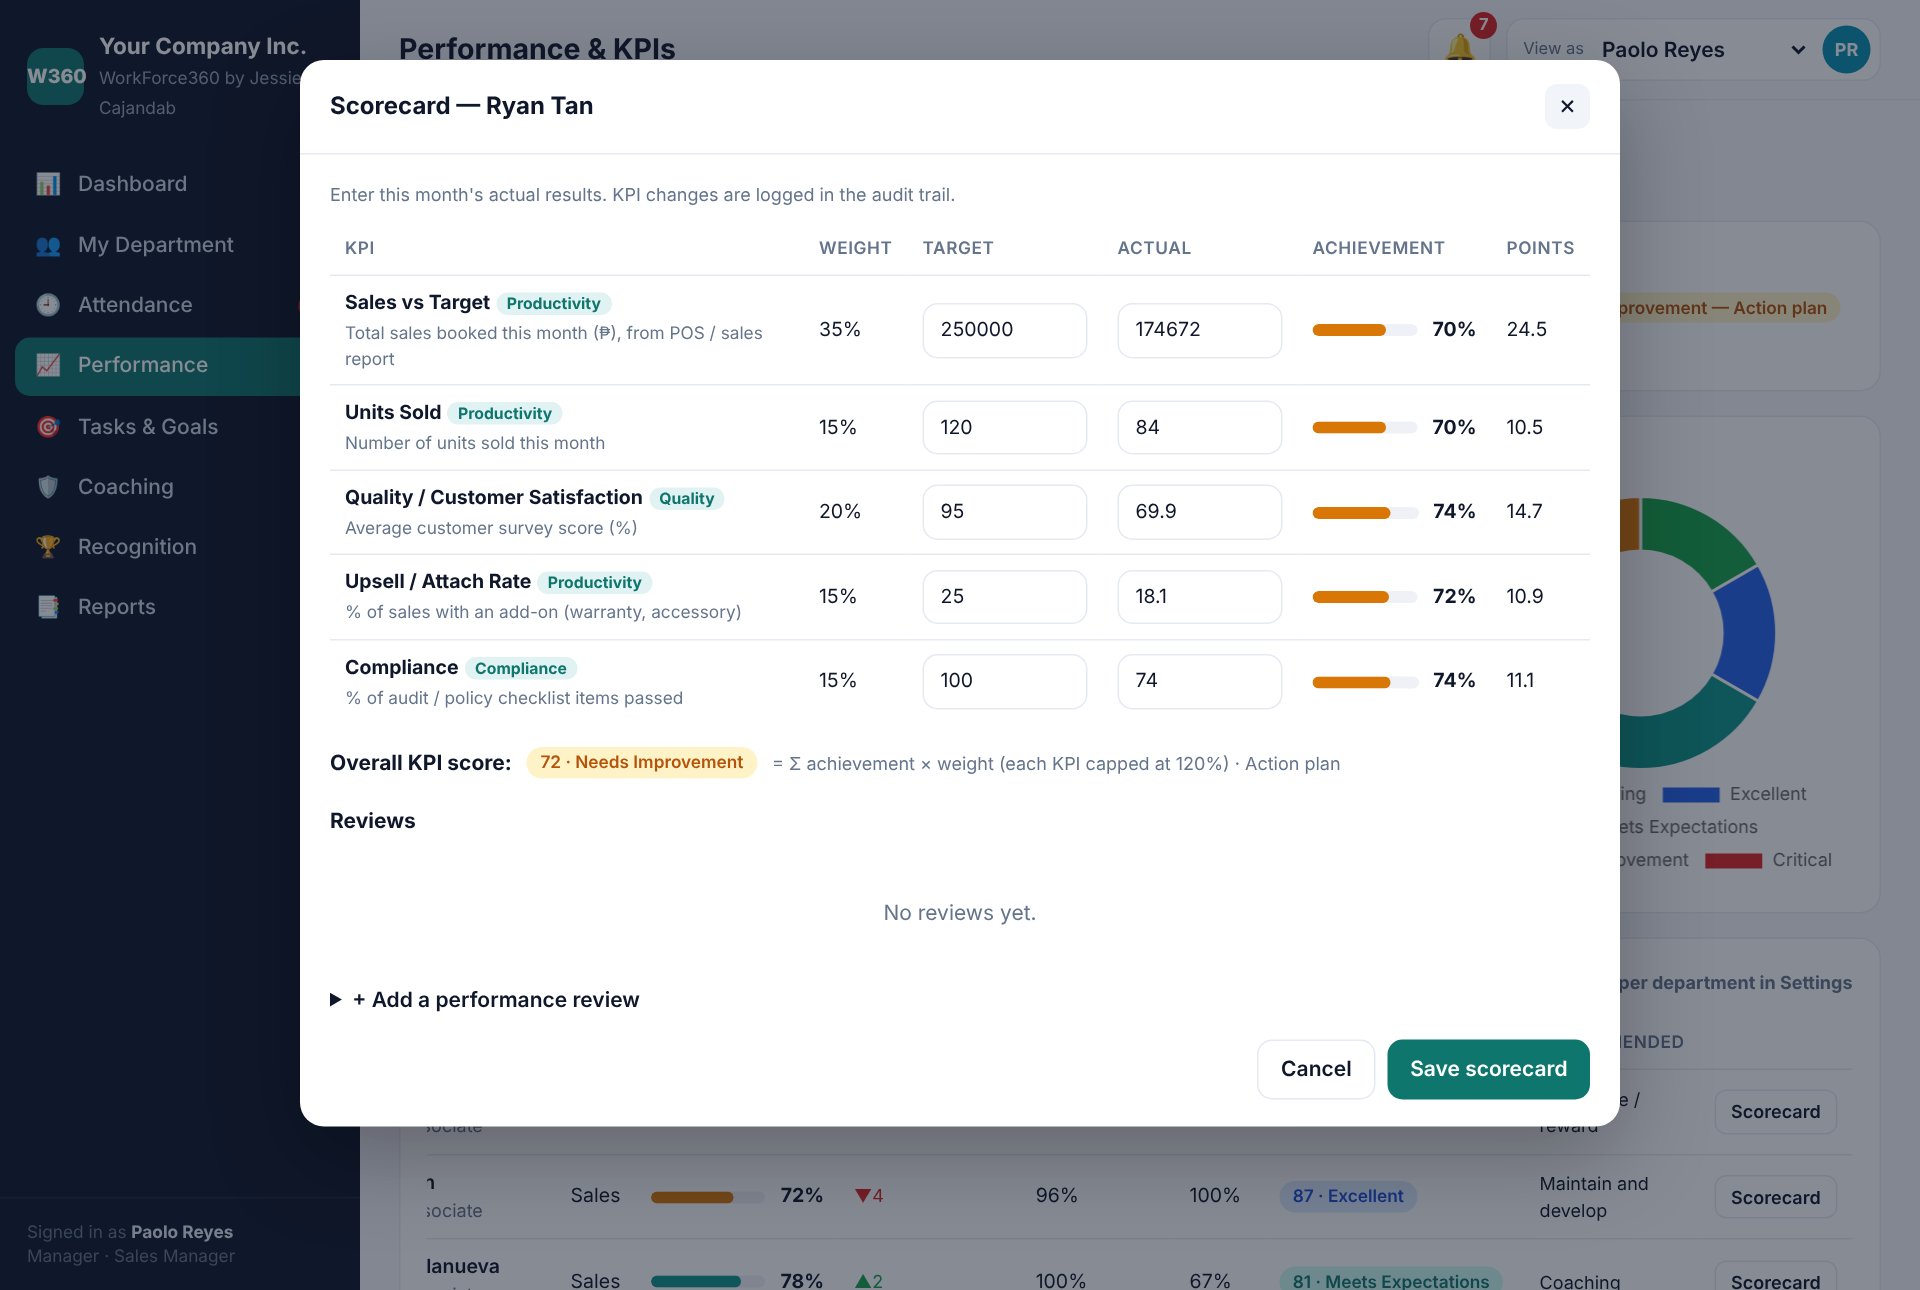 W360
Your Company Inc.
WorkForce360 by Jessie
Cajandab
Dashboard
My Department
Attendance
Performance
Tasks & Goals
Coaching
Recognition
Reports
Signed in as Paolo Reyes
Manager · Sales Manager
Performance & KPIs
7
View as Paolo Reyes
PR
Scorecard — Ryan Tan
×
Enter this month's actual results. KPI changes are logged in the audit trail.
KPI WEIGHT TARGET ACTUAL ACHIEVEMENT POINTS
Sales vs Target Productivity
Total sales booked this month (₱), from POS / sales
report
35% 250000 174672 70% 24.5
Units Sold Productivity
Number of units sold this month
15% 120 84 70% 10.5
Quality / Customer Satisfaction Quality
Average customer survey score (%)
20% 95 69.9 74% 14.7
Upsell / Attach Rate Productivity
% of sales with an add-on (warranty, accessory)
15% 25 18.1 72% 10.9
Compliance Compliance
% of audit / policy checklist items passed
15% 100 74 74% 11.1
Overall KPI score: 72 · Needs Improvement = Σ achievement × weight (each KPI capped at 120%) · Action plan
Reviews
No reviews yet.
+ Add a performance review
Cancel Save scorecard
provement — Action plan
ing Excellent
ets Expectations
ovement Critical
per department in Settings
ENDED
e /
reward
Scorecard
sociate
n
sociate
Sales 72% ▼4 96% 100% 87 · Excellent
Maintain and
develop
Scorecard
lanueva
Sales 78% ▲2 100% 67% 81 · Meets Expectations Coaching Scorecard